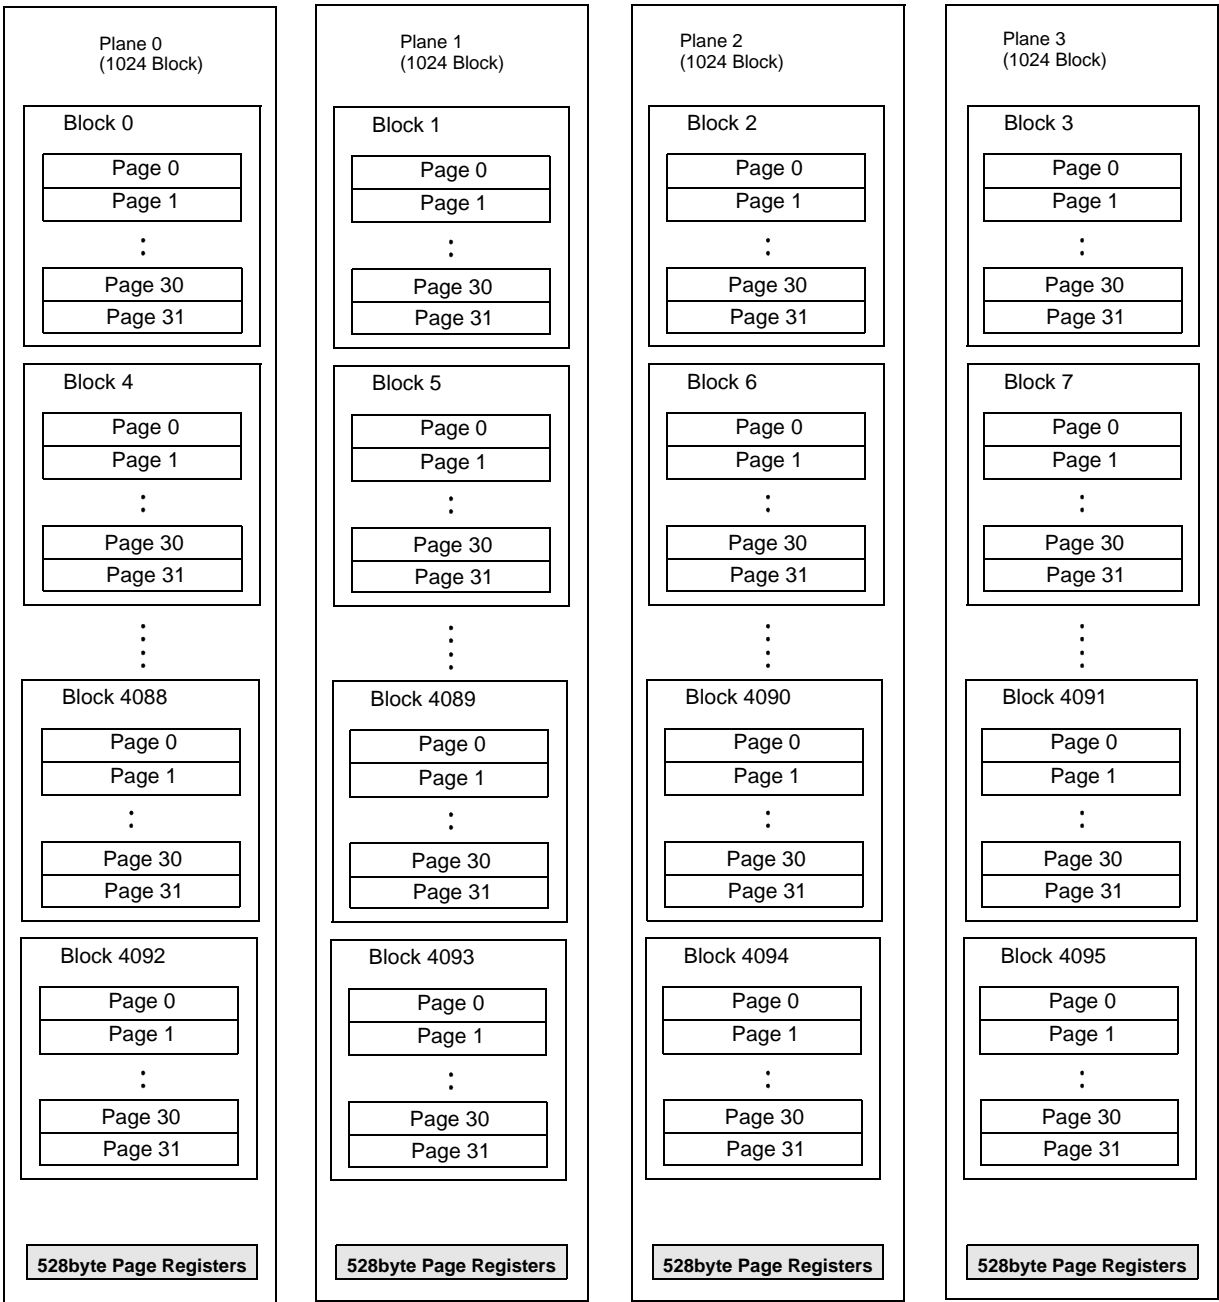 Plane 0
(1024 Block)
Block 0
Page 0
Page 1
Page 30
Page 31
Block 4
Page 0
Page 1
Page 30
Page 31
Block 4088
Page 0
Page 1
Page 30
Page 31
Block 4092
Page 0
Page 1
Page 30
Page 31
528byte Page Registers
Plane 1
(1024 Block)
Block 1
Page 0
Page 1
Page 30
Page 31
Block 5
Page 0
Page 1
Page 30
Page 31
Block 4089
Page 0
Page 1
Page 30
Page 31
Block 4093
Page 0
Page 1
Page 30
Page 31
528byte Page Registers
Plane 2
(1024 Block)
Block 2
Page 0
Page 1
Page 30
Page 31
Block 6
Page 0
Page 1
Page 30
Page 31
Block 4090
Page 0
Page 1
Page 30
Page 31
Block 4094
Page 0
Page 1
Page 30
Page 31
528byte Page Registers
Plane 3
(1024 Block)
Block 3
Page 0
Page 1
Page 30
Page 31
Block 7
Page 0
Page 1
Page 30
Page 31
Block 4091
Page 0
Page 1
Page 30
Page 31
Block 4095
Page 0
Page 1
Page 30
Page 31
528byte Page Registers